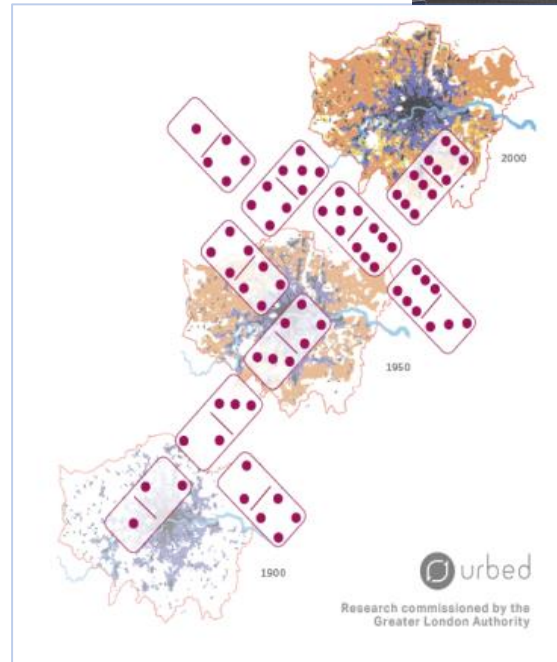 2000
1950
1900
urbed
Research commissioned by the
Greater London Authority